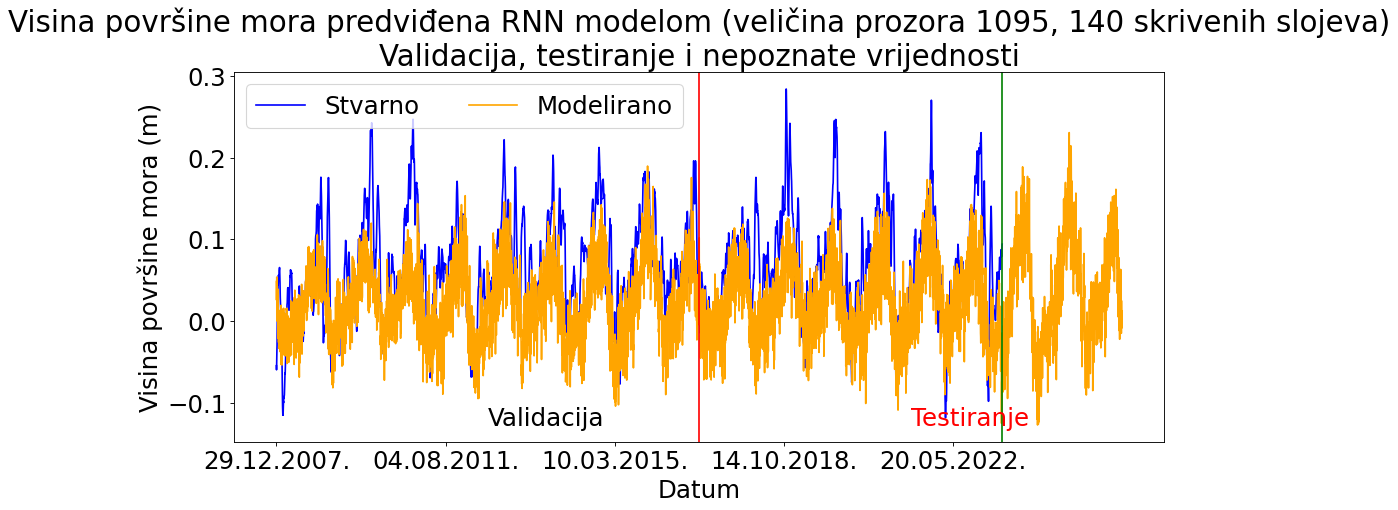 Visina površine mora predviđena RNN modelom (veličina prozora 1095, 140 skrivenih slojeva)
Validacija, testiranje i nepoznate vrijednosti
Stvarno
Modelirano
Visina površine mora (m)
0.3
0.2
0.1
0.0
−0.1
Validacija
Testiranje
29.12.2007.
04.08.2011.
10.03.2015.
14.10.2018.
20.05.2022.
Datum